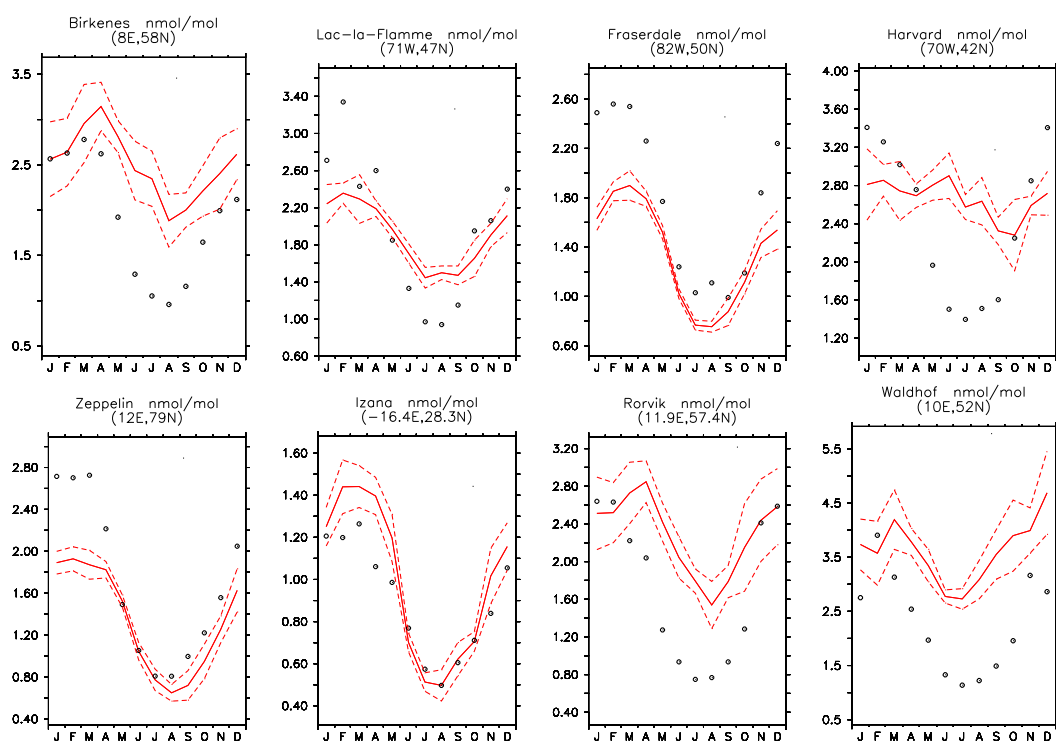 Birkenes nmol/mol
(8E,58N)
3.5
2.5
1.5
0.5
J F M A M J J A S O N D
Lac-la-Flamme nmol/mol
(71W,47N)
3.40
3.00
2.60
2.20
1.80
1.40
1.00
0.60
J F M A M J J A S O N D
Fraserdale nmol/mol
(82W,50N)
2.60
2.20
1.80
1.40
1.00
0.60
J F M A M J J A S O N D
Harvard nmol/mol
(70W,42N)
4.00
3.60
3.20
2.80
2.40
2.00
1.60
1.20
J F M A M J J A S O N D
Zeppelin nmol/mol
(12E,79N)
2.80
2.40
2.00
1.60
1.20
0.80
0.40
J F M A M J J A S O N D
Izana nmol/mol
(-16.4E,28.3N)
1.60
1.40
1.20
1.00
0.80
0.60
0.40
J F M A M J J A S O N D
Rorvik nmol/mol
(11.9E,57.4N)
3.20
2.80
2.40
2.00
1.60
1.20
0.80
0.40
J F M A M J J A S O N D
Waldhof nmol/mol
(10E,52N)
5.5
4.5
3.5
2.5
1.5
0.5
J F M A M J J A S O N D